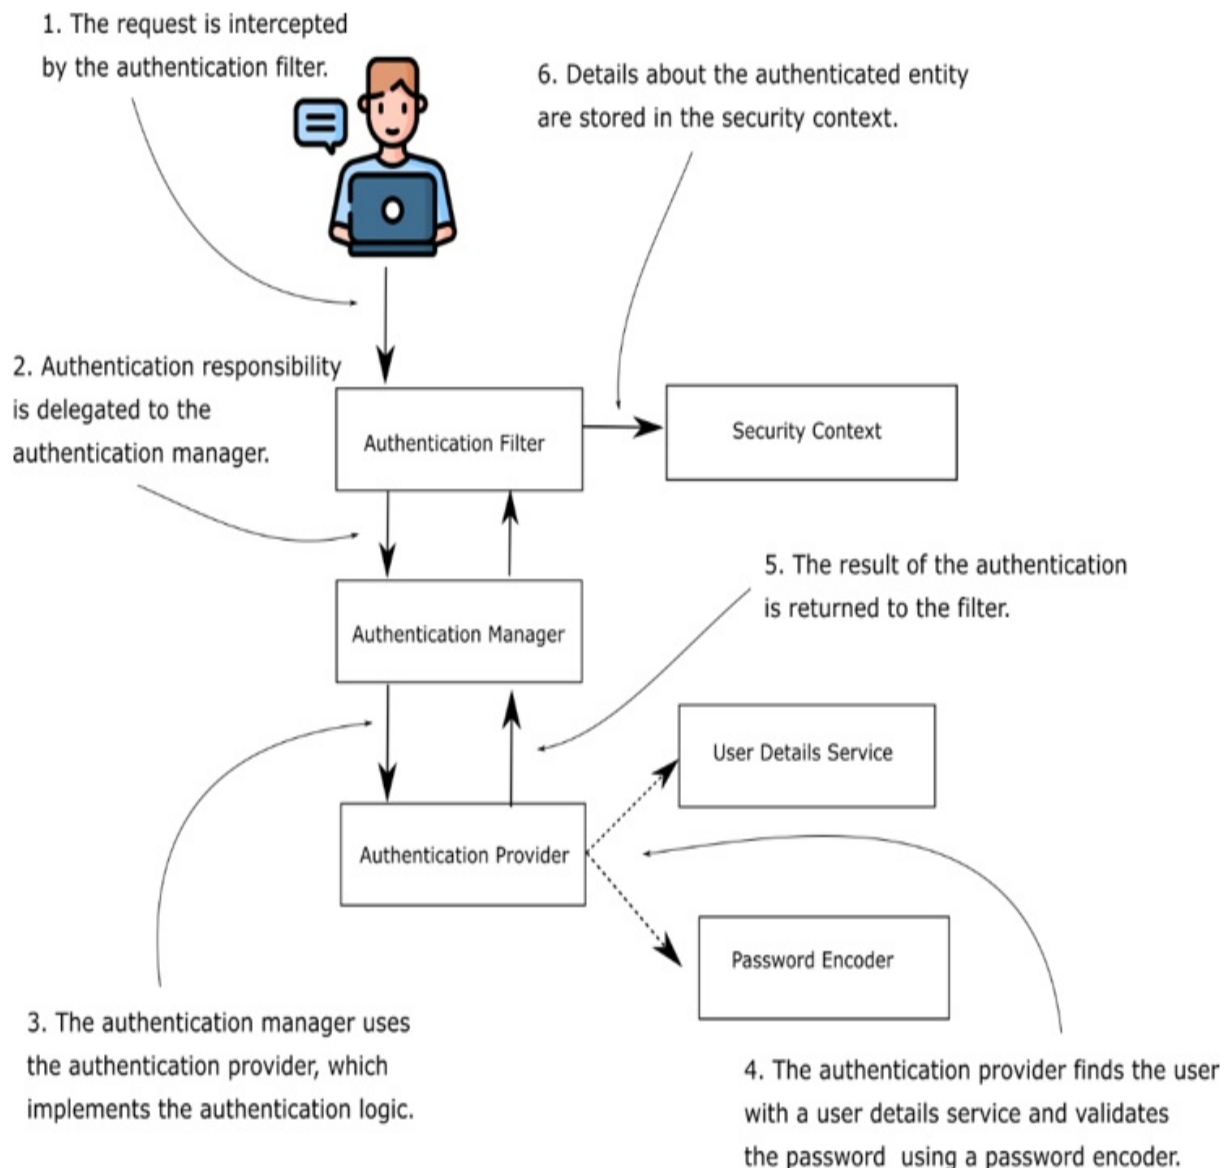 1. The request is intercepted
by the authentication filter.
6. Details about the authenticated entity
are stored in the security context.
2. Authentication responsibility
is delegated to the
authentication manager.
Authentication Filter
Security Context
5. The result of the authentication
is returned to the filter.
Authentication Manager
User Details Service
Authentication Provider
Password Encoder
3. The authentication manager uses
the authentication provider, which
implements the authentication logic.
4. The authentication provider finds the user
with a user details service and validates
the password using a password encoder.